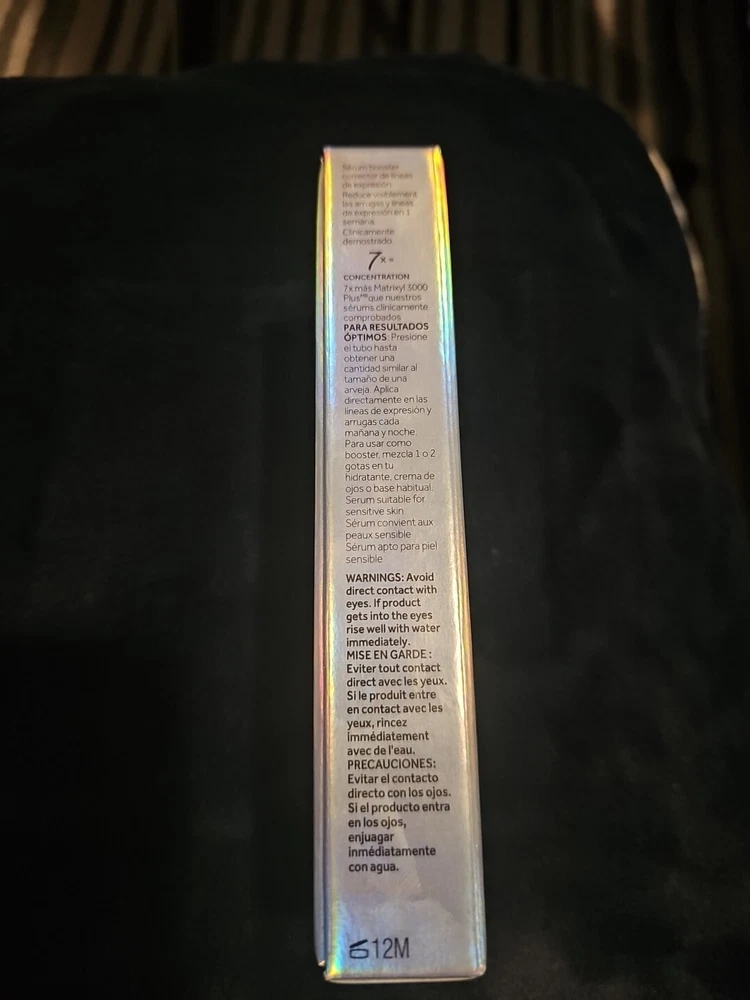 Sérum booster
corrector de líneas
de expresión
Reduce visiblemente
las arrugas y líneas
de expresión en 1
semana.
Clínicamente
demostrado.
7x
CONCENTRATION
7x más Matrixyl 3000
Plus que nuestros
sérums clínicamente
comprobados
PARA RESULTADOS
ÓPTIMOS: Presione
el tubo hasta
obtener una
cantidad similar al
tamaño de una
arveja. Aplica
directamente en las
líneas de expresión y
arrugas cada
mañana y noche.
Para usar como
booster, mezcla 1 o 2
gotas en tu
hidratante, crema de
ojos o base habitual.
Serum suitable for
sensitive skin
Sérum convient aux
peaux sensible
Sérum apto para piel
sensible
WARNINGS: Avoid
direct contact with
eyes. If product
gets into the eyes
rise well with water
immediately.
MISE EN GARDE :
Eviter tout contact
direct avec les yeux.
Si le produit entre
en contact avec les
yeux, rincez
immédiatement
avec de l'eau.
PRECAUCIONES:
Evitar el contacto
directo con los ojos.
Si el producto entra
en los ojos,
enjuagar
inmédiatamente
con agua.
12M